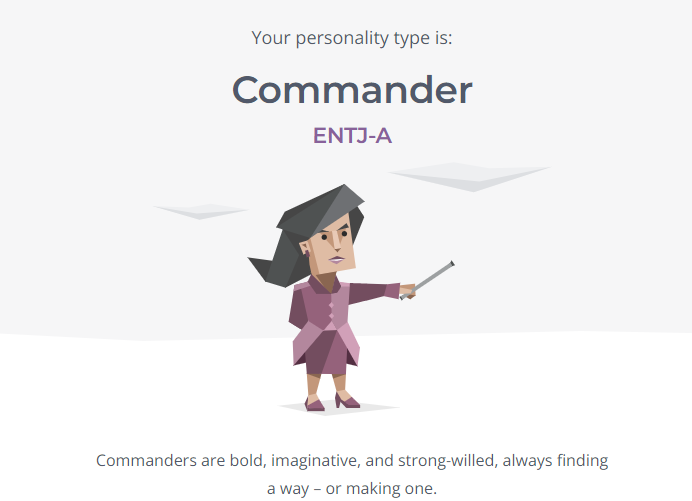 Your personality type is:
Commander
ENTJ-A
Commanders are bold, imaginative, and strong-willed, always finding
a way – or making one.